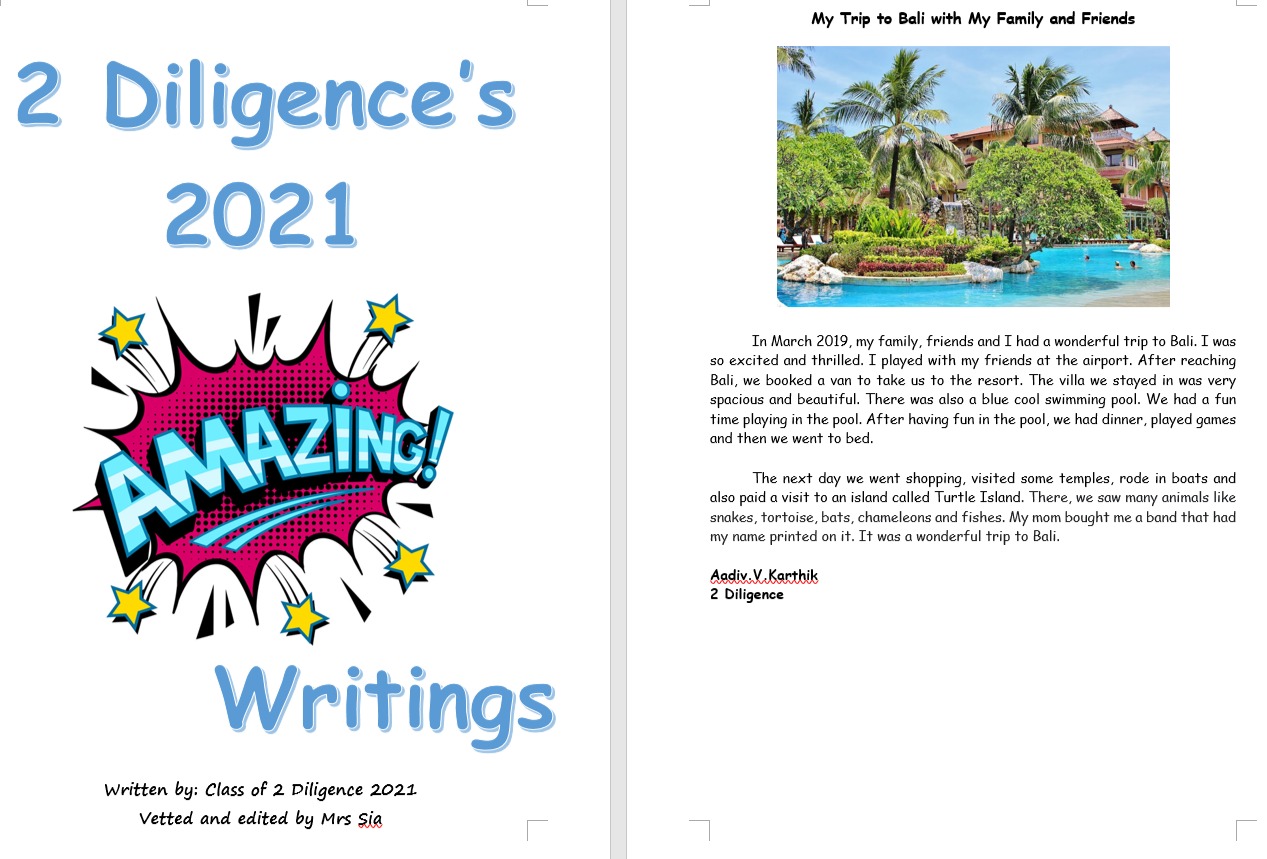 2 Diligence's
2021
AMAZING!
Writings
Written by: Class of 2 Diligence 2021
Vetted and edited by Mrs Sia
My Trip to Bali with My Family and Friends
In March 2019, my family, friends and I had a wonderful trip to Bali. I was
so excited and thrilled. I played with my friends at the airport. After reaching
Bali, we booked a van to take us to the resort. The villa we stayed in was very
spacious and beautiful. There was also a blue cool swimming pool. We had a fun
time playing in the pool. After having fun in the pool, we had dinner, played games
and then we went to bed.
The next day we went shopping, visited some temples, rode in boats and
also paid a visit to an island called Turtle Island. There, we saw many animals like
snakes, tortoise, bats, chameleons and fishes. My mom bought me a band that had
my name printed on it. It was a wonderful trip to Bali.
Aadiv.V.Karthik
2 Diligence